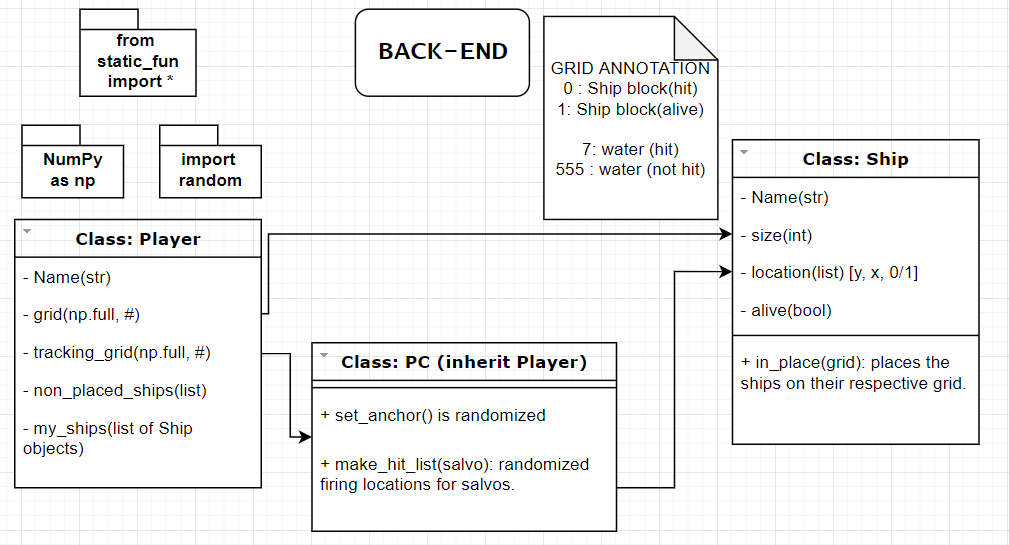 from
static_fun
import *
BACK-END
GRID ANNOTATION
0 : Ship block(hit)
1: Ship block(alive)
7: water (hit)
555 : water (not hit)
NumPy
as np
import
random
Class: Player
- Name(str)
- grid(np.full, #)
- tracking_grid(np.full, #)
- non_placed_ships(list)
- my_ships(list of Ship
objects)
Class: PC (inherit Player)
+ set_anchor() is randomized
+ make_hit_list(salvo): randomized
firing locations for salvos.
Class: Ship
- Name(str)
- size(int)
- location(list) [y, x, 0/1]
- alive(bool)
+ in_place(grid): places the
ships on their respective grid.